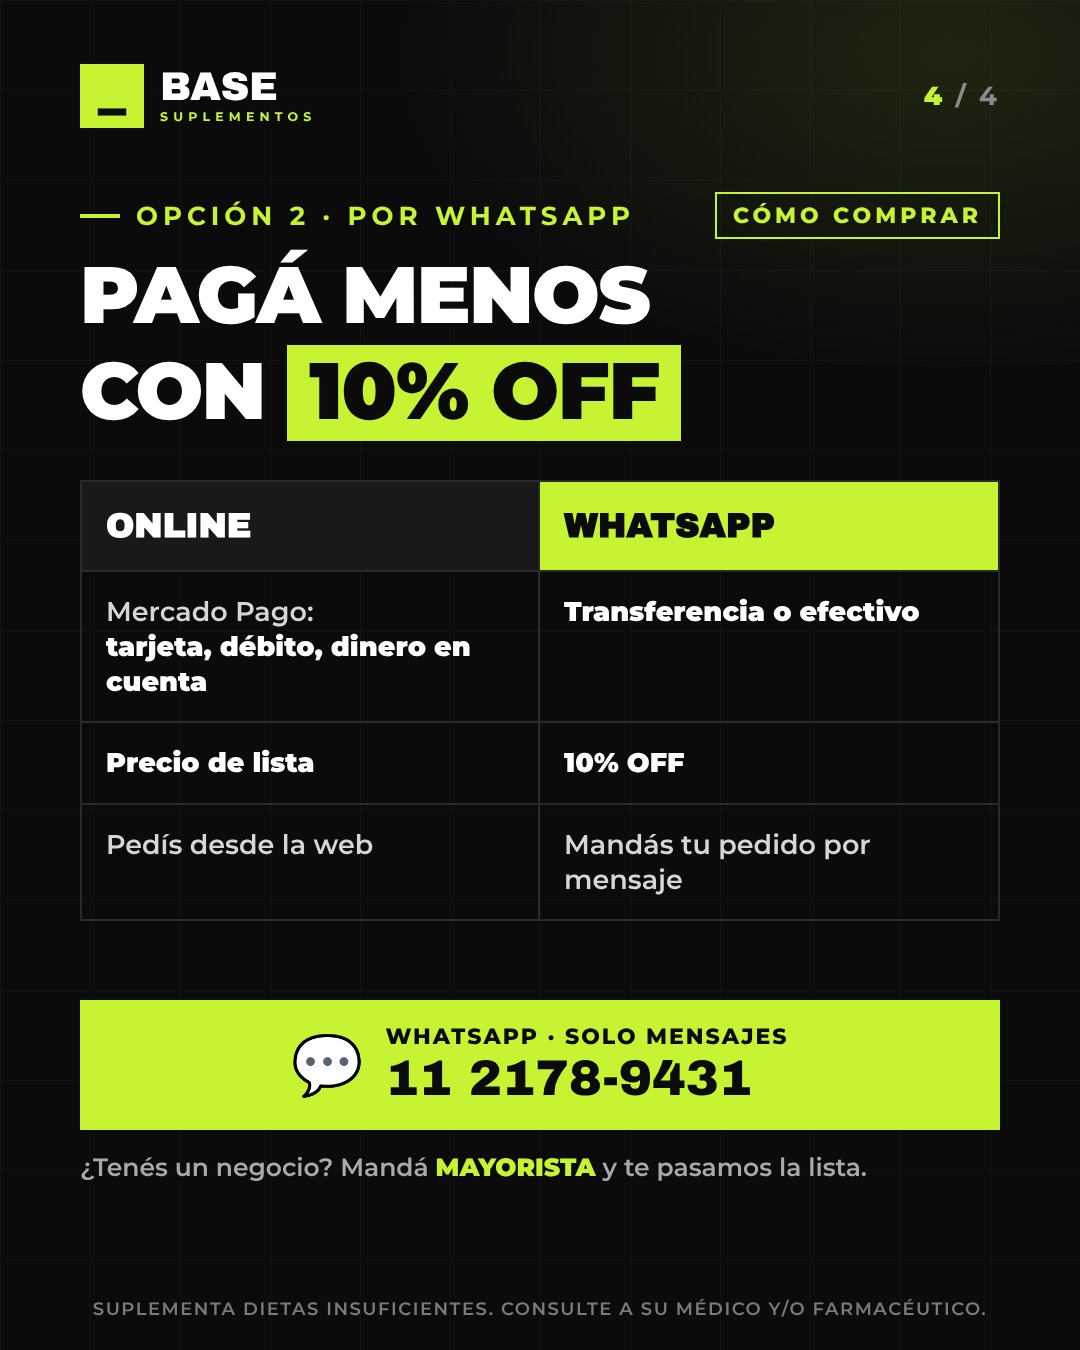 BASE
SUPLEMENTOS
4 / 4
OPCIÓN 2 · POR WHATSAPP
CÓMO COMPRAR
PAGÁ MENOS
CON 10% OFF
ONLINE
WHATSAPP
Mercado Pago:
tarjeta, débito, dinero en
cuenta
Transferencia o efectivo
Precio de lista
10% OFF
Pedís desde la web
Mandás tu pedido por
mensaje
WHATSAPP · SOLO MENSAJES
11 2178-9431
¿Tenés un negocio? Mandá MAYORISTA y te pasamos la lista.
SUPLEMENTA DIETAS INSUFICIENTES. CONSULTE A SU MÉDICO Y/O FARMACÉUTICO.